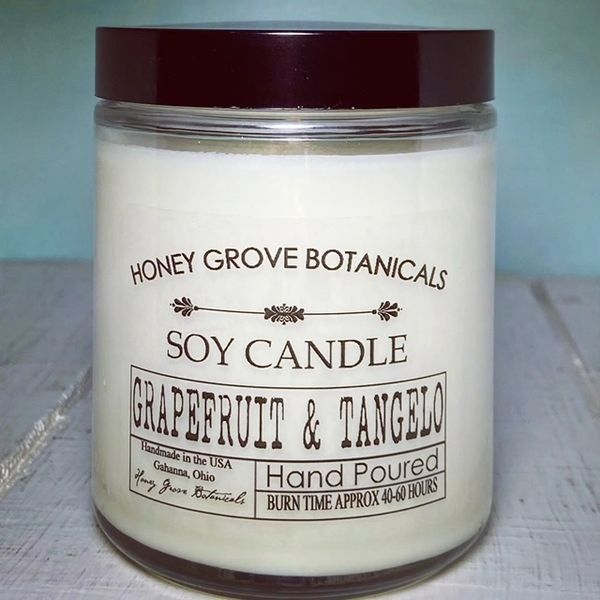 HONEY GROVE BOTANICALS
SOY CANDLE
GRAPEFRUIT & TANGELO
Handmade in the USA
Gahanna, Ohio
Honey Grove Botanicals
Hand Poured
BURN TIME APPROX 40-60 HOURS